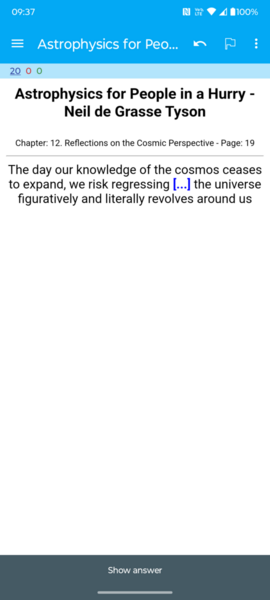 09:37
100%
Astrophysics for Peo...
20 0 0
Astrophysics for People in a Hurry -
Neil de Grasse Tyson
Chapter: 12. Reflections on the Cosmic Perspective - Page: 19
The day our knowledge of the cosmos ceases
to expand, we risk regressing [...] the universe
figuratively and literally revolves around us
Show answer